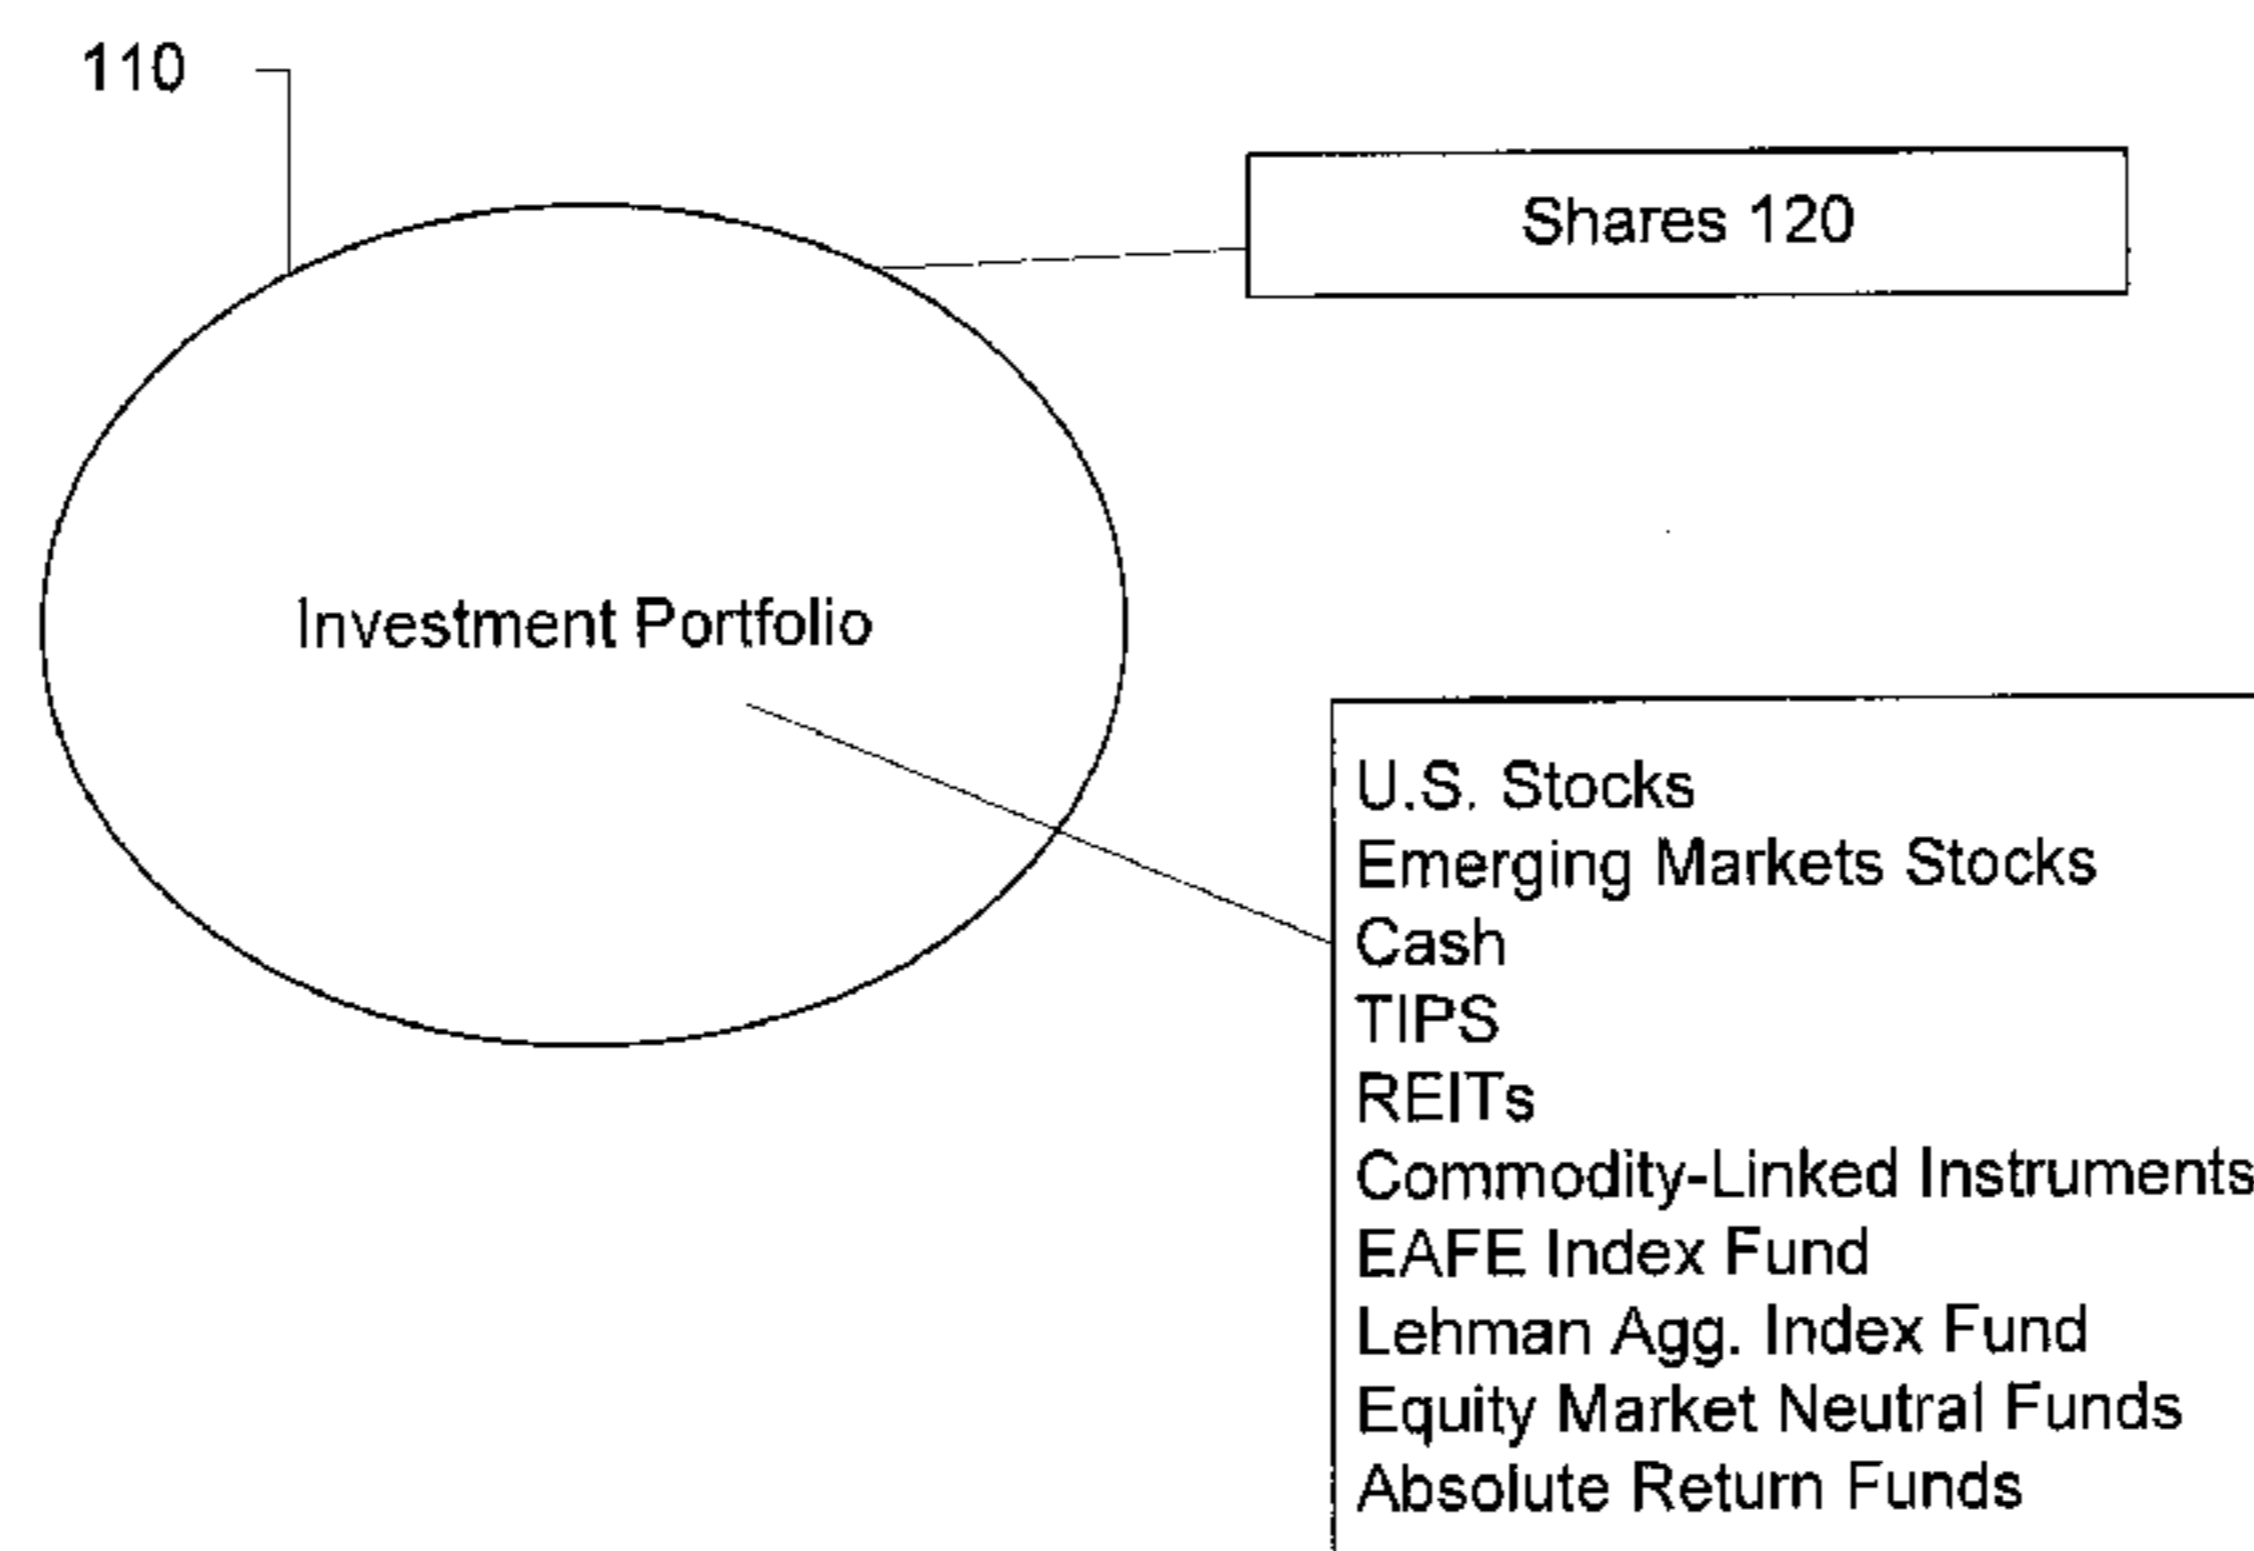 110
Shares 120
Investment Portfolio
U.S. Stocks
Emerging Markets Stocks
Cash
TIPS
REITs
Commodity-Linked Instruments
EAFE Index Fund
Lehman Agg. Index Fund
Equity Market Neutral Funds
Absolute Return Funds